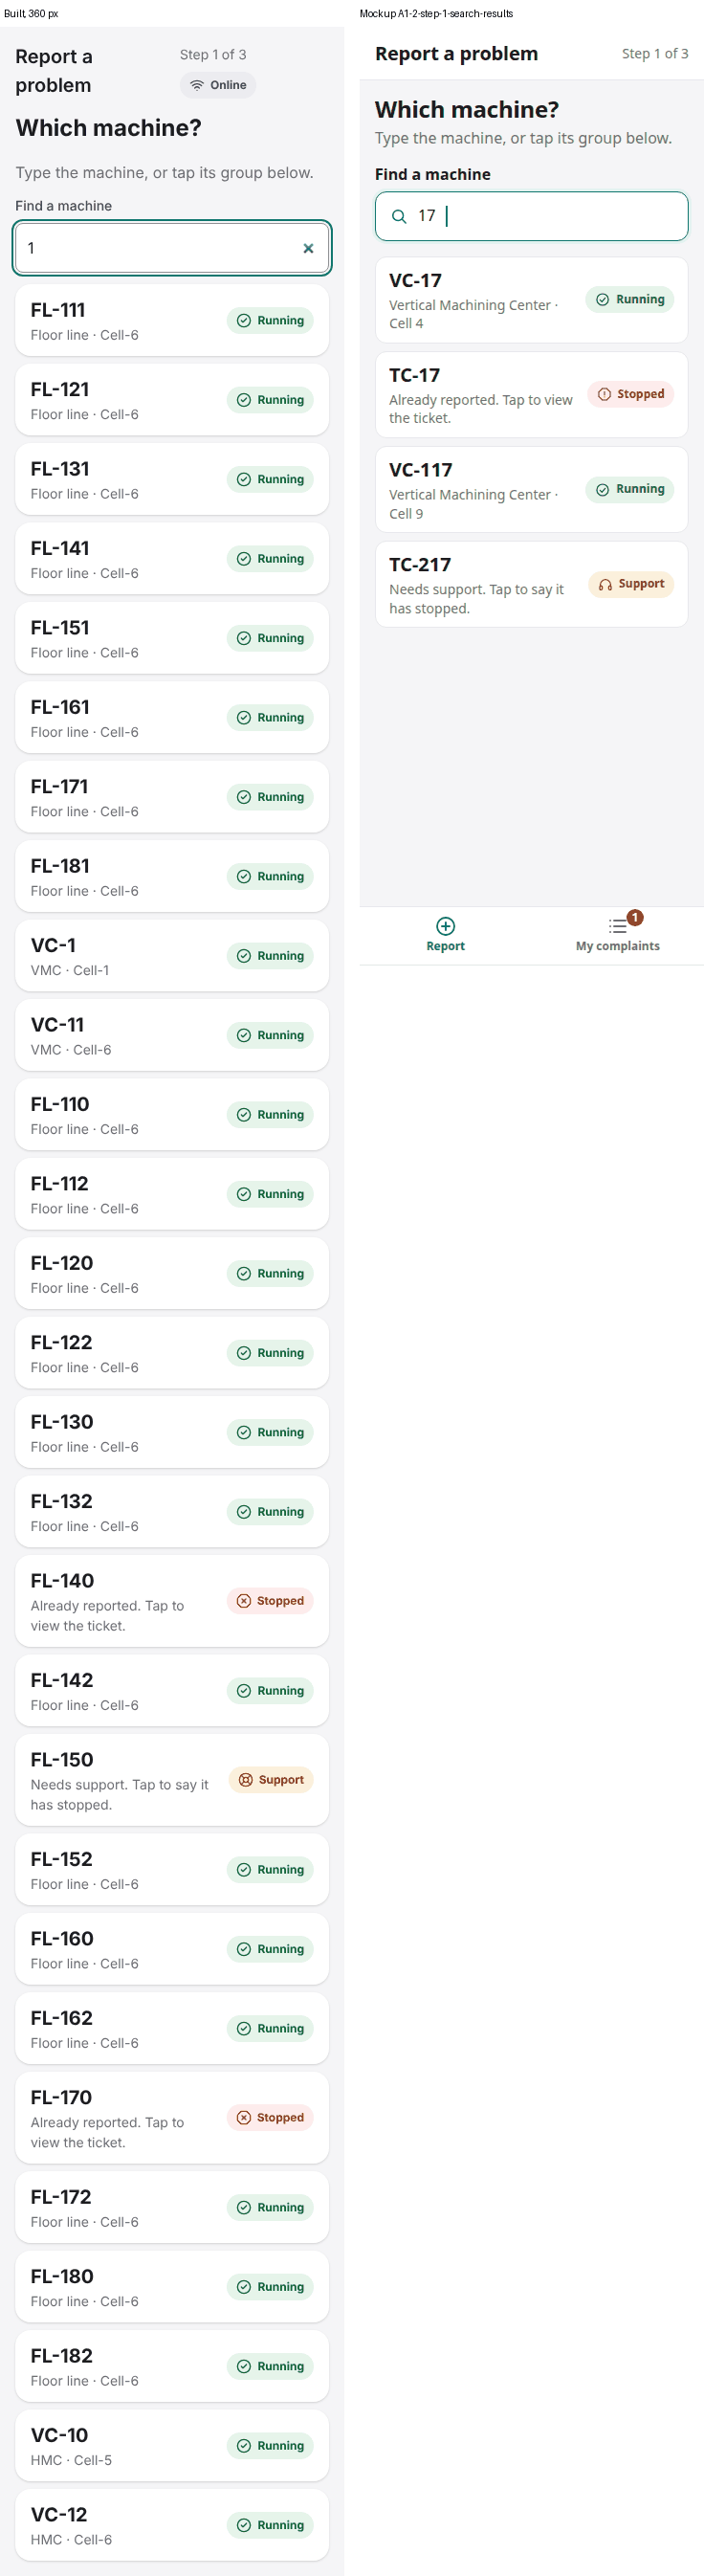 Built, 360 px
Report a
problem
Step 1 of 3
Online
Which machine?
Type the machine, or tap its group below.
Find a machine
1
FL-111
Floor line · Cell-6
Running
FL-121
Floor line · Cell-6
Running
FL-131
Floor line · Cell-6
Running
FL-141
Floor line · Cell-6
Running
FL-151
Floor line · Cell-6
Running
FL-161
Floor line · Cell-6
Running
FL-171
Floor line · Cell-6
Running
FL-181
Floor line · Cell-6
Running
VC-1
VMC · Cell-1
Running
VC-11
VMC · Cell-6
Running
FL-110
Floor line · Cell-6
Running
FL-112
Floor line · Cell-6
Running
FL-120
Floor line · Cell-6
Running
FL-122
Floor line · Cell-6
Running
FL-130
Floor line · Cell-6
Running
FL-132
Floor line · Cell-6
Running
FL-140
Already reported. Tap to
view the ticket.
Stopped
FL-142
Floor line · Cell-6
Running
FL-150
Needs support. Tap to say it
has stopped.
Support
FL-152
Floor line · Cell-6
Running
FL-160
Floor line · Cell-6
Running
FL-162
Floor line · Cell-6
Running
FL-170
Already reported. Tap to
view the ticket.
Stopped
FL-172
Floor line · Cell-6
Running
FL-180
Floor line · Cell-6
Running
FL-182
Floor line · Cell-6
Running
VC-10
HMC · Cell-5
Running
VC-12
HMC · Cell-6
Running
Mockup A1-2-step-1-search-results
Report a problem
Step 1 of 3
Which machine?
Type the machine, or tap its group below.
Find a machine
17
VC-17
Vertical Machining Center ·
Cell 4
Running
TC-17
Already reported. Tap to view
the ticket.
Stopped
VC-117
Vertical Machining Center ·
Cell 9
Running
TC-217
Needs support. Tap to say it
has stopped.
Support
Report
1
My complaints